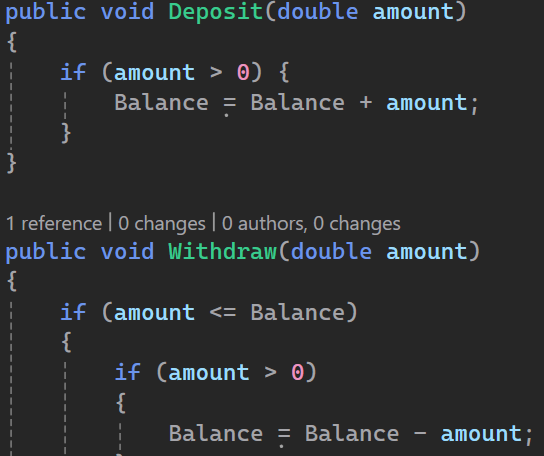 public void Deposit(double amount)
{
if (amount > 0) {
Balance = Balance + amount;
}
}
1 reference | 0 changes | 0 authors, 0 changes
public void Withdraw(double amount)
{
if (amount <= Balance)
{
if (amount > 0)
{
Balance = Balance - amount;